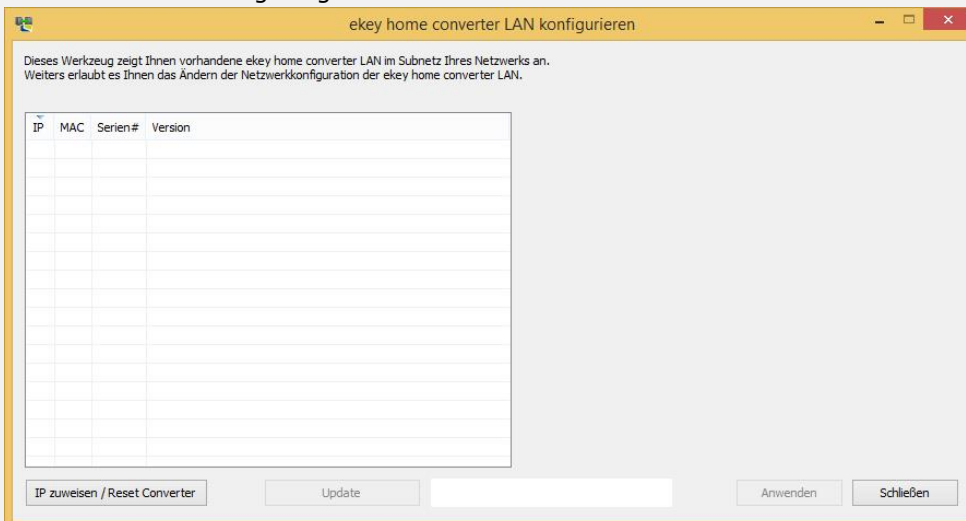 ekey home converter LAN konfigurieren
Dieses Werkzeug zeigt Ihnen vorhandene ekey home converter LAN im Subnetz Ihres Netzwerks an.
Weiters erlaubt es Ihnen das Ändern der Netzwerkkonfiguration der ekey home converter LAN.
IP MAC Serien# Version
IP zuweisen / Reset Converter Update Anwenden Schließen